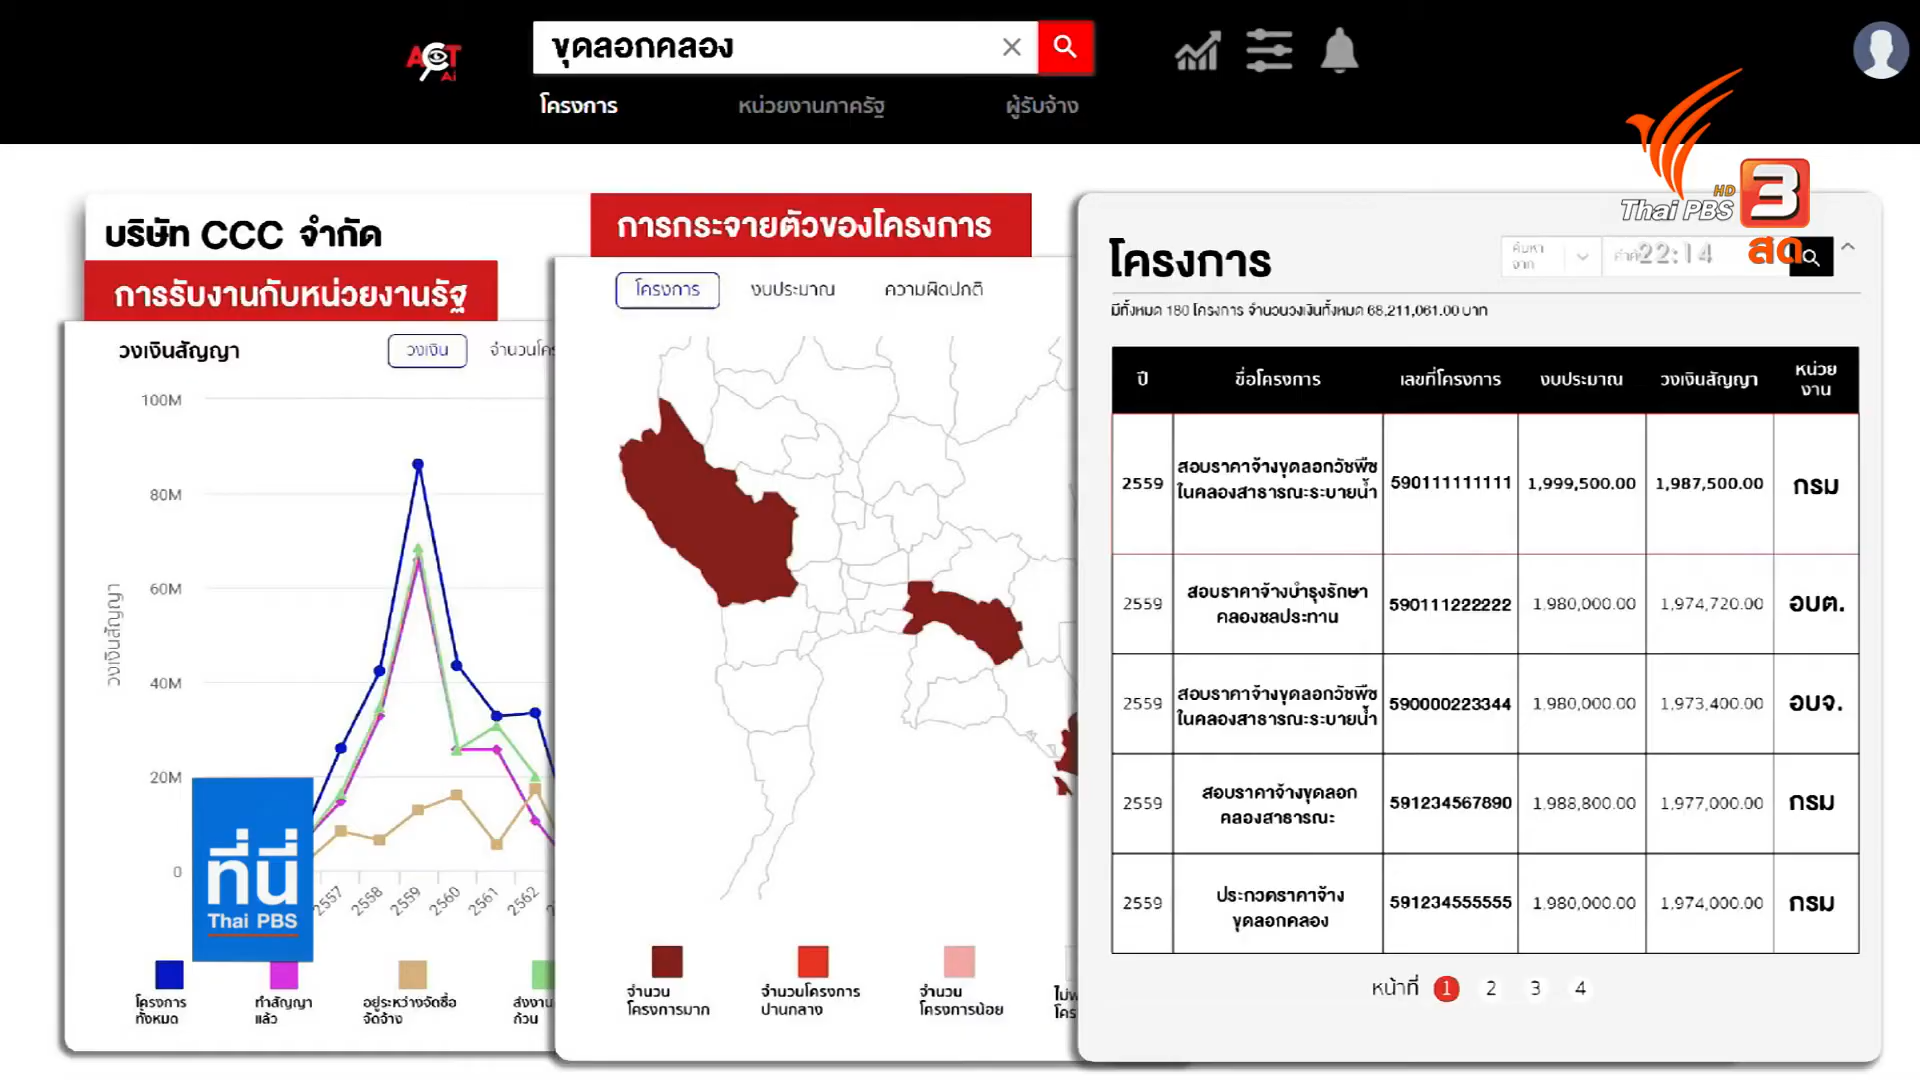 ACT Ai
ขุดลอกคลอง
โครงการ
หน่วยงานภาครัฐ
ผู้รับจ้าง
Thai PBS HD 3
สด
22:14
บริษัท CCC จำกัด
การรับงานกับหน่วยงานรัฐ
วงเงินสัญญา
วงเงิน
วงเงินสัญญา
100M
80M
60M
40M
20M
0
2557
2558
2559
2560
2561
2562
ที่นี่
Thai PBS
โครงการ
ทั้งหมด
ทำสัญญา
แล้ว
อยู่ระหว่างจัดซื้อ
จัดจ้าง
การกระจายตัวของโครงการ
โครงการ
งบประมาณ
ความผิดปกติ
จำนวน
โครงการมาก
จำนวนโครงการ
ปานกลาง
จำนวน
โครงการน้อย
โครงการ
ค้นหา
จาก
มีทั้งหมด 180 โครงการ จำนวนวงเงินทั้งหมด 68,211,061.00 บาท
ปี ชื่อโครงการ เลขที่โครงการ งบประมาณ วงเงินสัญญา หน่วย
งาน
2559 สอบราคาจ้างขุดลอกวัชพืช
ในคลองสาธารณะระบายน้ำ 590111111111 1,999,500.00 1,987,500.00 กรม
2559 สอบราคาจ้างบำรุงรักษา
คลองชลประทาน 590111222222 1,980,000.00 1,974,720.00 อบต.
2559 สอบราคาจ้างขุดลอกวัชพืช
ในคลองสาธารณะระบายน้ำ 590000223344 1,980,000.00 1,973,400.00 อบจ.
2559 สอบราคาจ้างขุดลอก
คลองสาธารณะ 591234567890 1,988,800.00 1,977,000.00 กรม
2559 ประกวดราคาจ้าง
ขุดลอกคลอง 591234555555 1,980,000.00 1,974,000.00 กรม
หน้าที่ 1 2 3 4